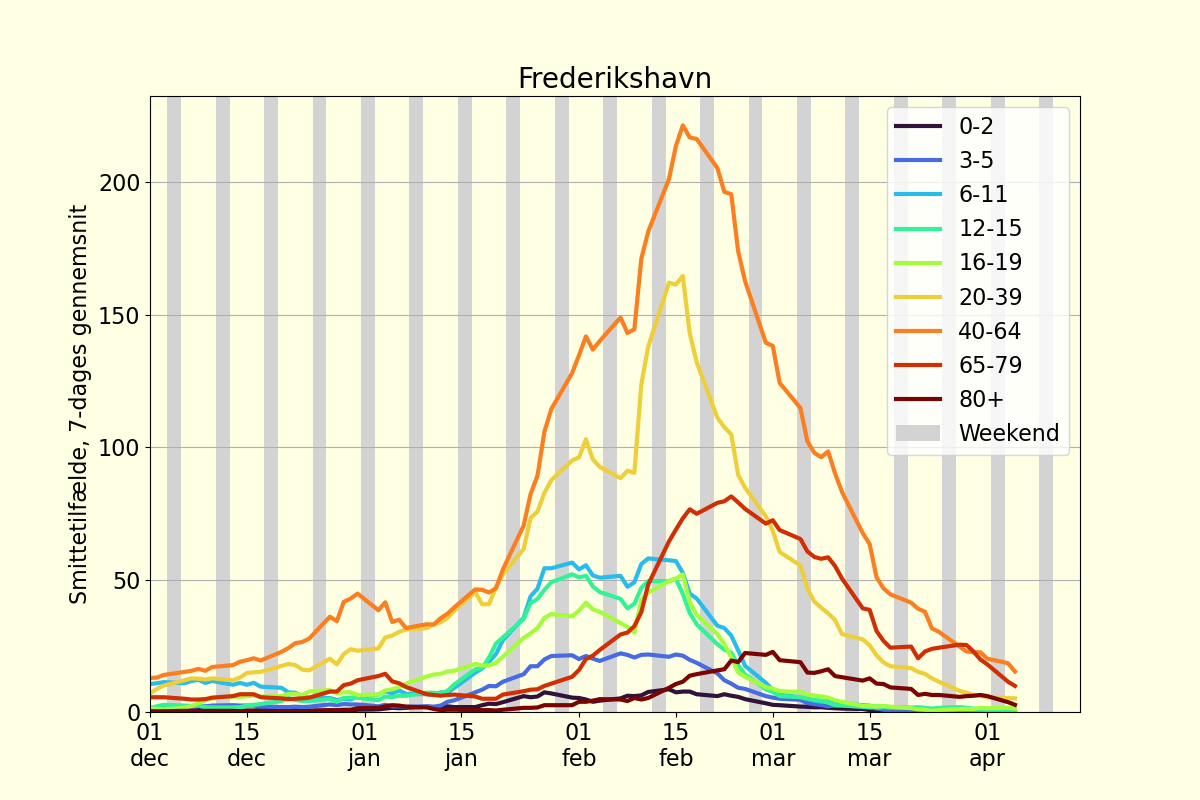 Frederikshavn
Smittetilfælde, 7-dages gennemsnit
200
150
100
50
0
0-2
3-5
6-11
12-15
16-19
20-39
40-64
65-79
80+
Weekend
01 15 01 15 01 15 01 15 01
dec dec jan jan feb feb mar mar apr